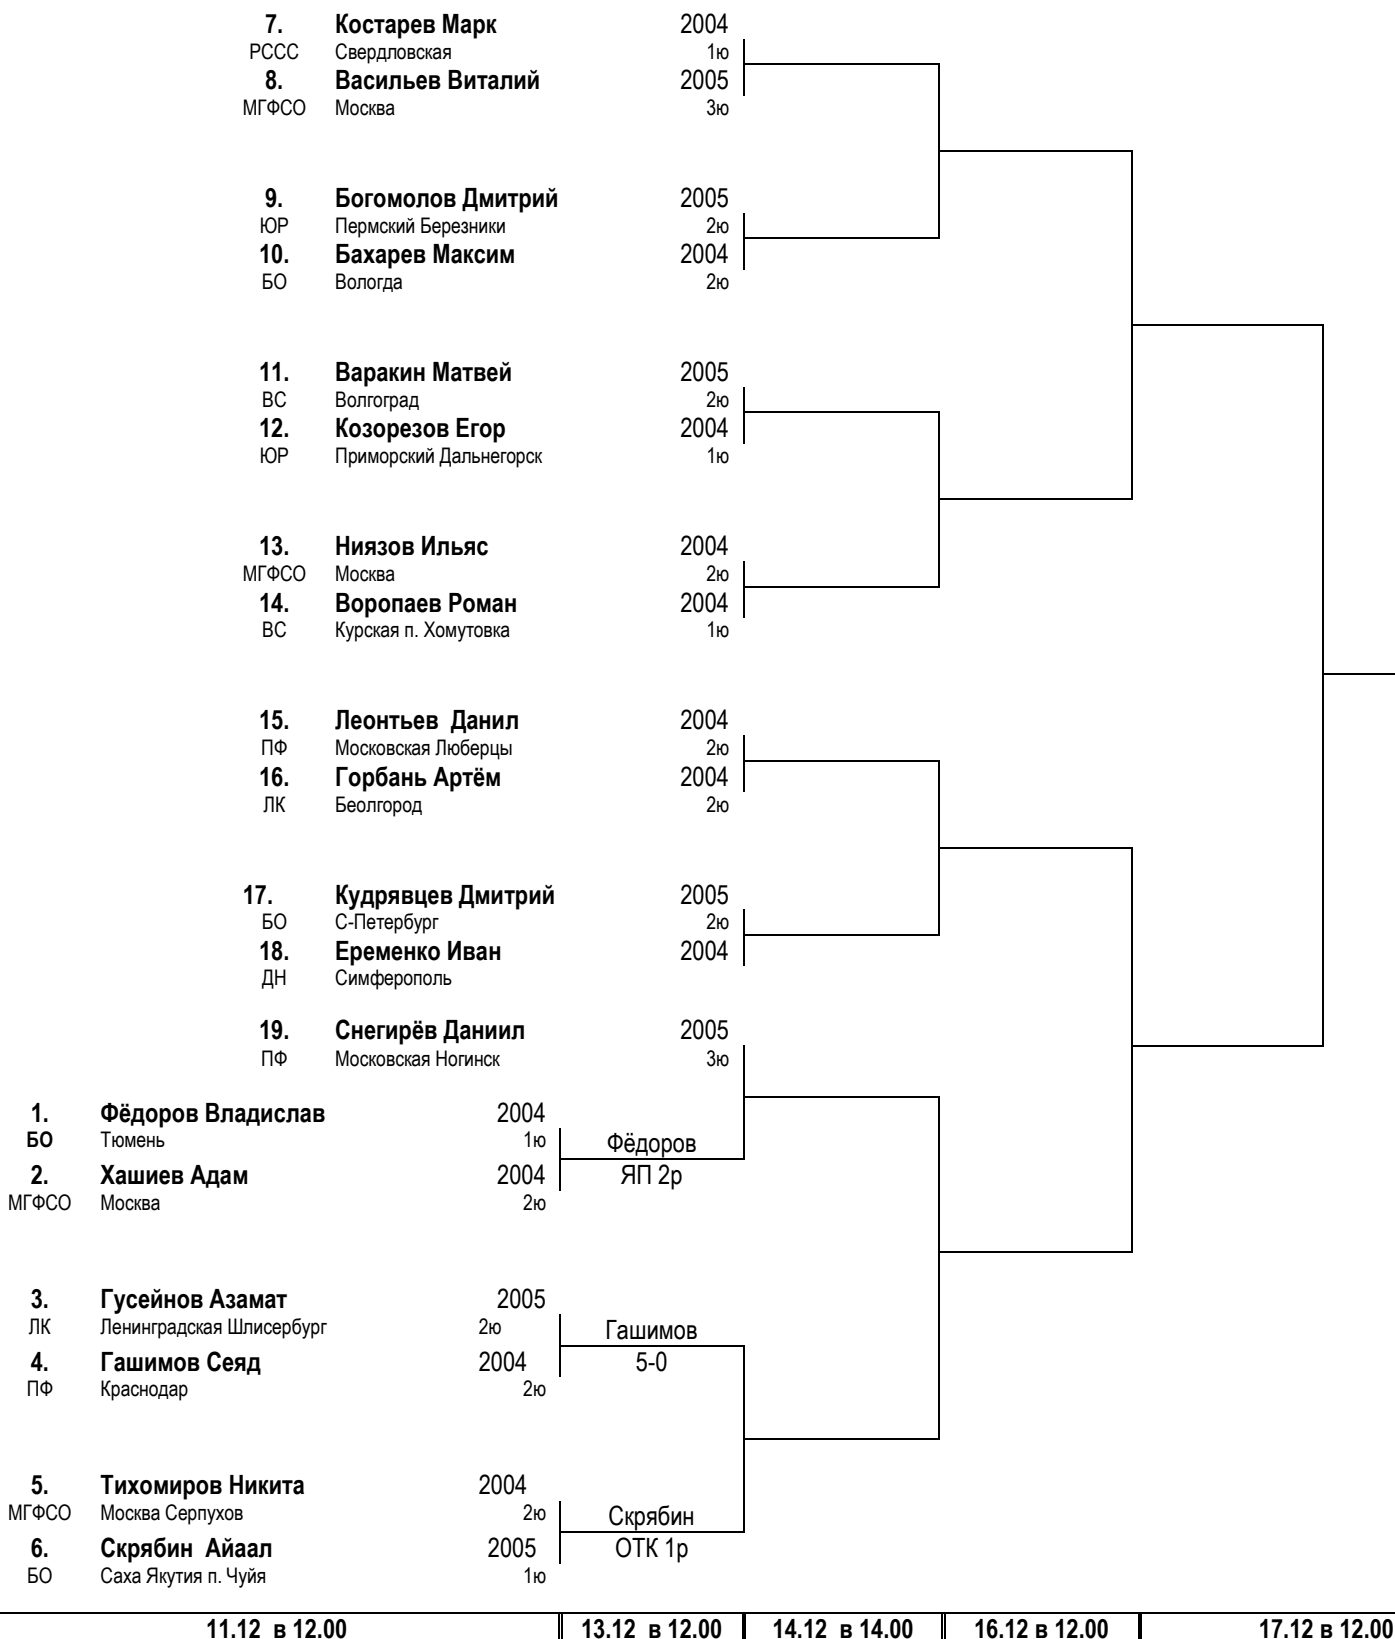 7. Костарев Марк 2004
РССС Свердловская 1ю
8. Васильев Виталий 2005
МГФСО Москва 3ю
9. Богомолов Дмитрий 2005
ЮР Пермский Березники 2ю
10. Бахарев Максим 2004
БО Вологда 2ю
11. Варакин Матвей 2005
ВС Волгоград 2ю
12. Козорезов Егор 2004
ЮР Приморский Дальнегорск 1ю
13. Ниязов Ильяс 2004
МГФСО Москва 2ю
14. Воропаев Роман 2004
ВС Курская п. Хомутовка 1ю
15. Леонтьев Данил 2004
ПФ Московская Люберцы 2ю
16. Горбань Артём 2004
ЛК Беолгород 2ю
17. Кудрявцев Дмитрий 2005
БО С-Петербург 2ю
18. Еременко Иван 2004
ДН Симферополь
19. Снегирёв Даниил 2005
ПФ Московская Ногинск 3ю
1. Фёдоров Владислав 2004
БО Тюмень 1ю Фёдоров
2. Хашиев Адам 2004 ЯП 2р
МГФСО Москва 2ю
3. Гусейнов Азамат 2005
ЛК Ленинградская Шлисербург 2ю Гашимов
4. Гашимов Сеяд 2004 5-0
ПФ Краснодар 2ю
5. Тихомиров Никита 2004
МГФСО Москва Серпухов 2ю Скрябин
6. Скрябин Айаал 2005 ОТК 1р
БО Саха Якутия п. Чуйя 1ю
11.12 в 12.00 13.12 в 12.00 14.12 в 14.00 16.12 в 12.00 17.12 в 12.00